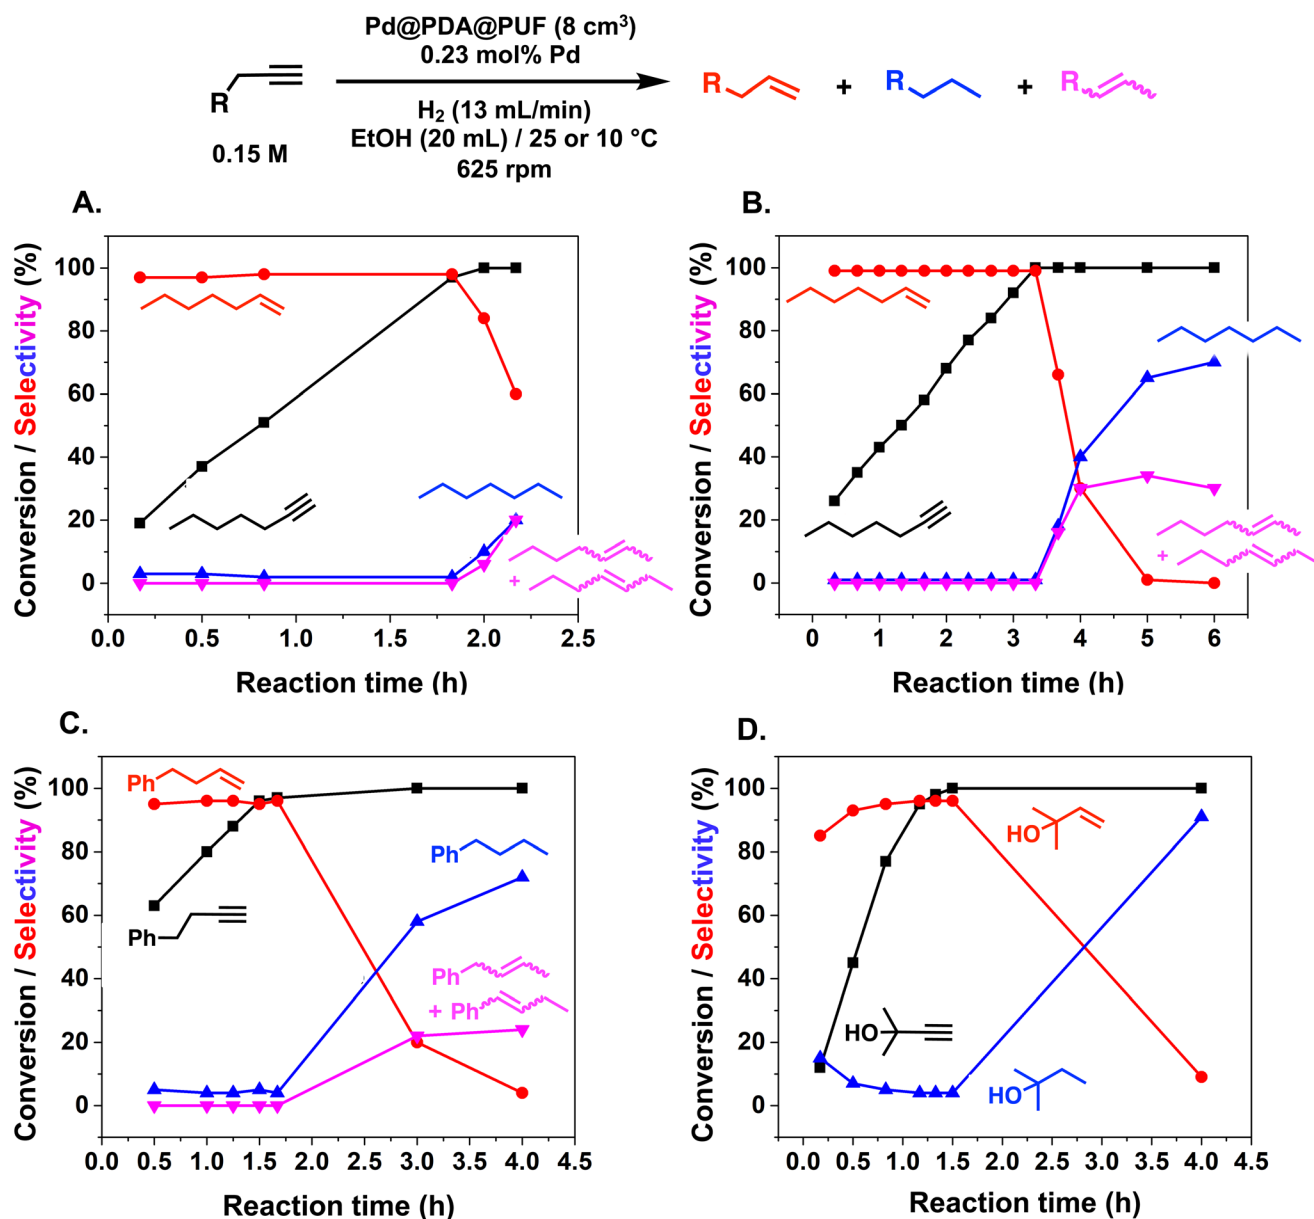 Pd@PDA@PUF (8 cm³)
0.23 mol% Pd
H₂ (13 mL/min)
EtOH (20 mL) / 25 or 10 °C
625 rpm
R
0.15 M
R
+
R
+
R
A.
Conversion / Selectivity (%)
100
80
60
40
20
0
+
0.0 0.5 1.0 1.5 2.0 2.5
Reaction time (h)
B.
Conversion / Selectivity (%)
100
80
60
40
20
0
+
0 1 2 3 4 5 6
Reaction time (h)
C.
Conversion / Selectivity (%)
100
80
60
40
20
0
Ph
Ph
Ph
Ph
+ Ph
0.0 0.5 1.0 1.5 2.0 2.5 3.0 3.5 4.0 4.5
Reaction time (h)
D.
Conversion / Selectivity (%)
100
80
60
40
20
0
HO
HO
HO
0.0 0.5 1.0 1.5 2.0 2.5 3.0 3.5 4.0 4.5
Reaction time (h)